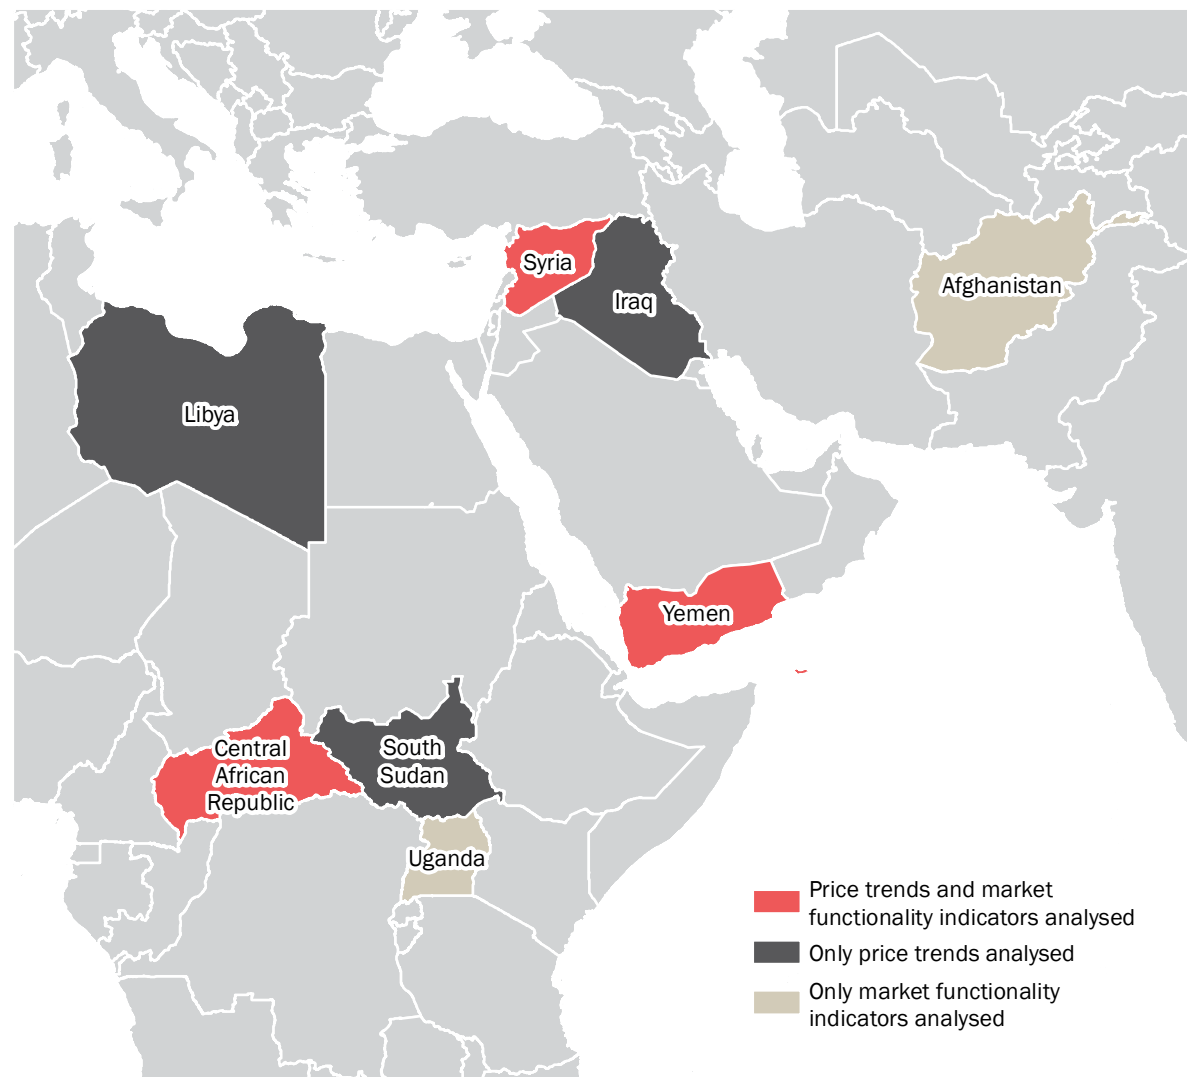 Syria
Iraq
Afghanistan
Libya
Yemen
Central
African
Republic
South
Sudan
Uganda
Price trends and market
functionality indicators analysed
Only price trends analysed
Only market functionality
indicators analysed